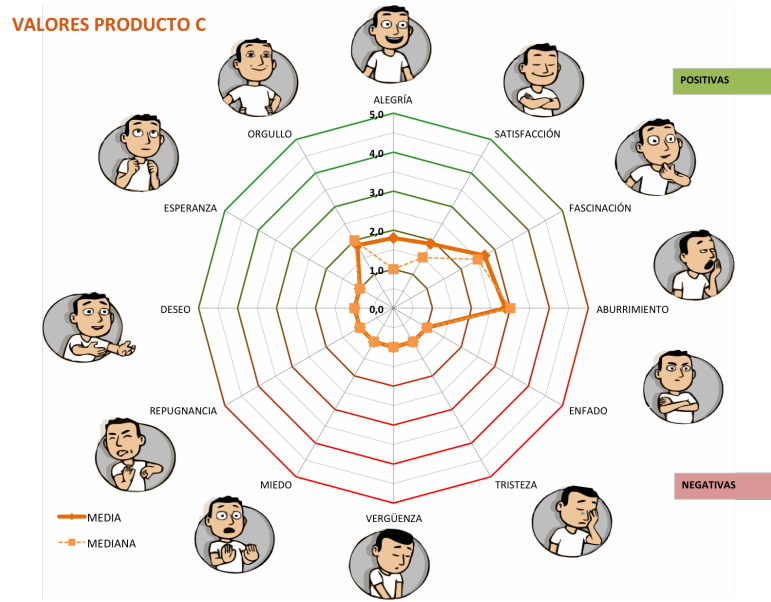 VALORES PRODUCTO C
POSITIVAS
ALEGRÍA
ORGULLO
SATISFACCIÓN
ESPERANZA
FASCINACIÓN
DESEO
ABURRIMIENTO
REPUGNANCIA
ENFADO
MIEDO
TRISTEZA
VERGÜENZA
5,0
4,0
3,0
2,0
1,0
0,0
NEGATIVAS
MEDIA
MEDIANA